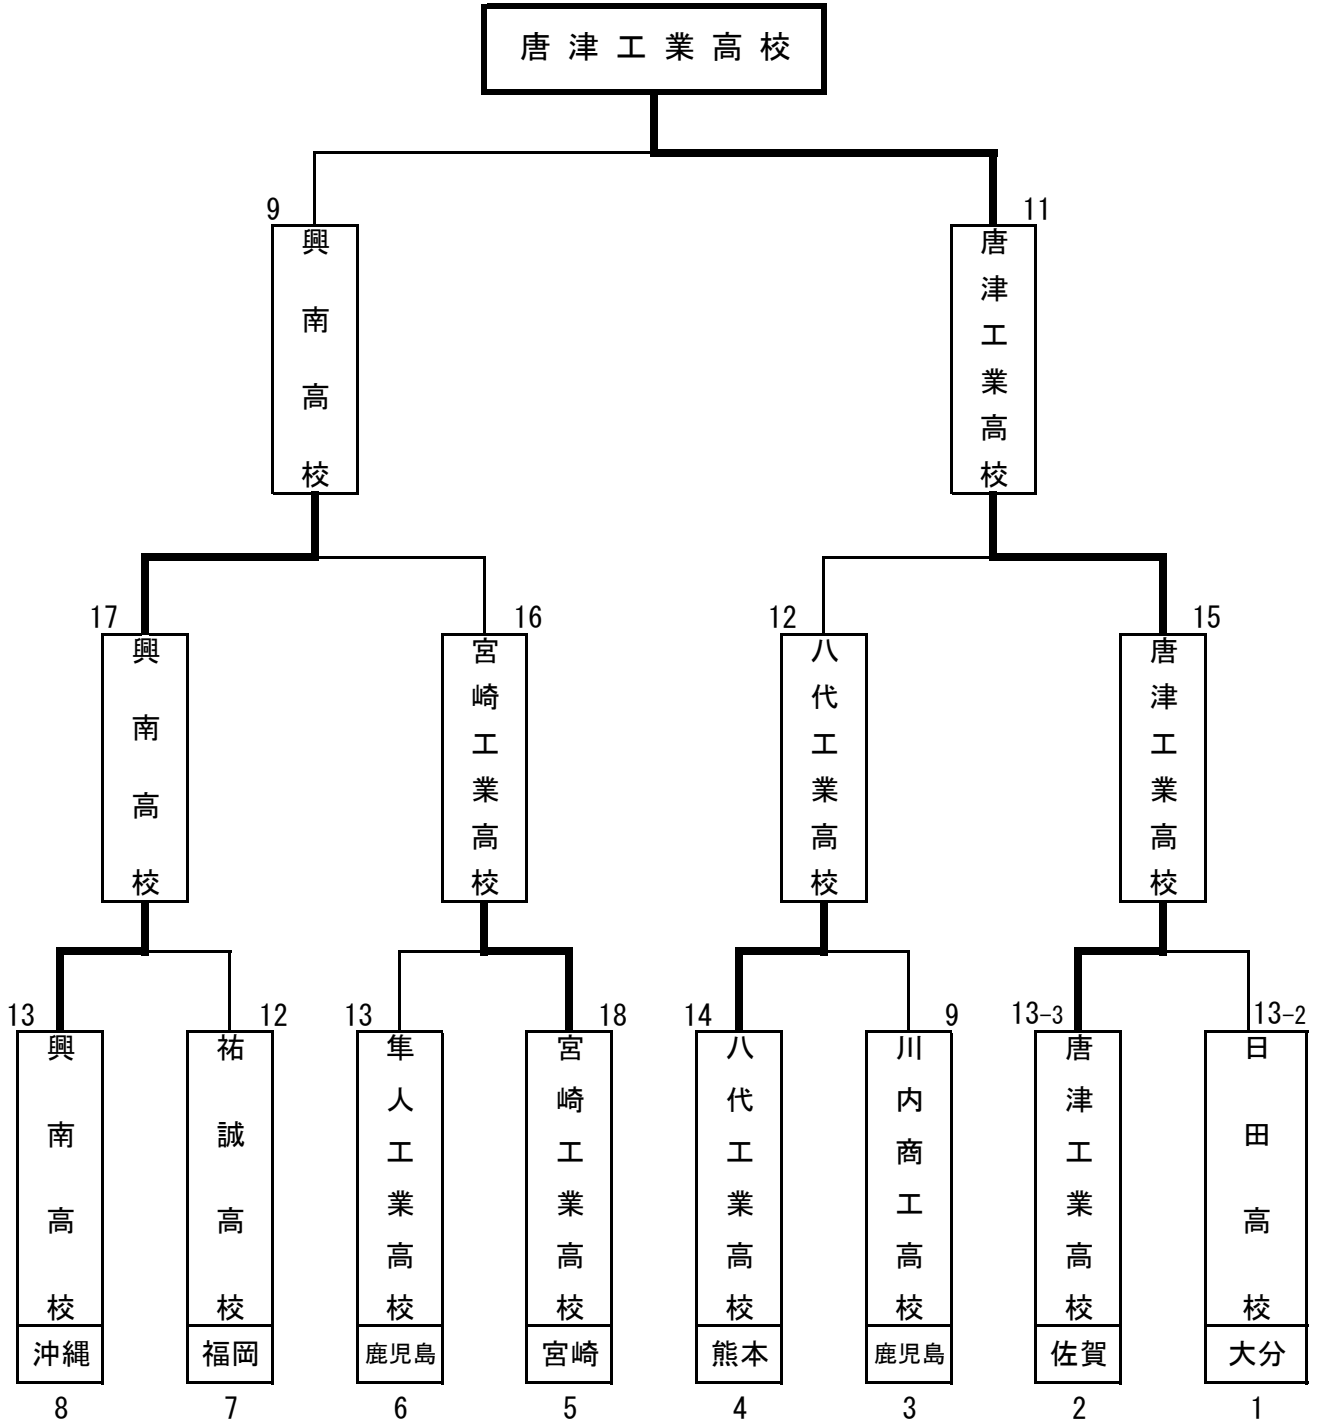 唐津工業高校
9
11
興南高校
唐津工業高校
17
16
12
15
興南高校
宮崎工業高校
八代工業高校
唐津工業高校
13
12
13
18
14
9
13-3
13-2
興南高校
祐誠高校
隼人工業高校
宮崎工業高校
八代工業高校
川内商工高校
唐津工業高校
日田高校
沖縄
福岡
鹿児島
宮崎
熊本
鹿児島
佐賀
大分
8
7
6
5
4
3
2
1